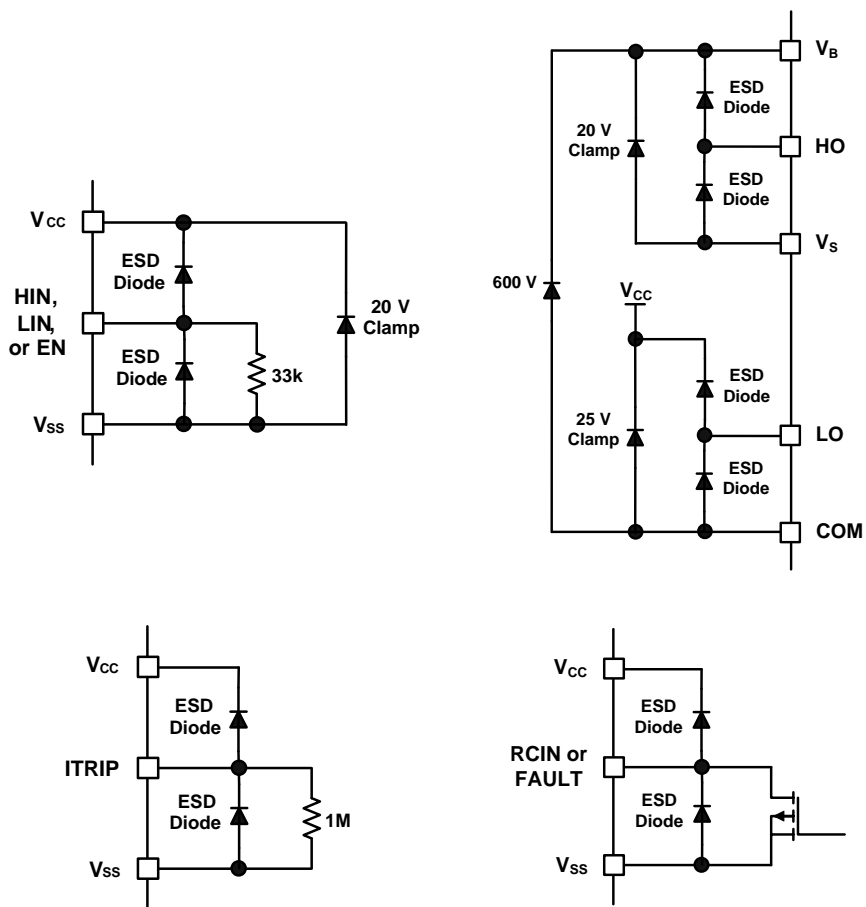 VCC
ESD
Diode
HIN,
LIN,
or EN
ESD
Diode
33k
20 V
Clamp
VSS
VB
ESD
Diode
20 V
Clamp
HO
ESD
Diode
VS
600 V
VCC
ESD
Diode
25 V
Clamp
LO
ESD
Diode
COM
VCC
ESD
Diode
ITRIP
ESD
Diode
1M
VSS
VCC
ESD
Diode
RCIN or
FAULT
ESD
Diode
VSS